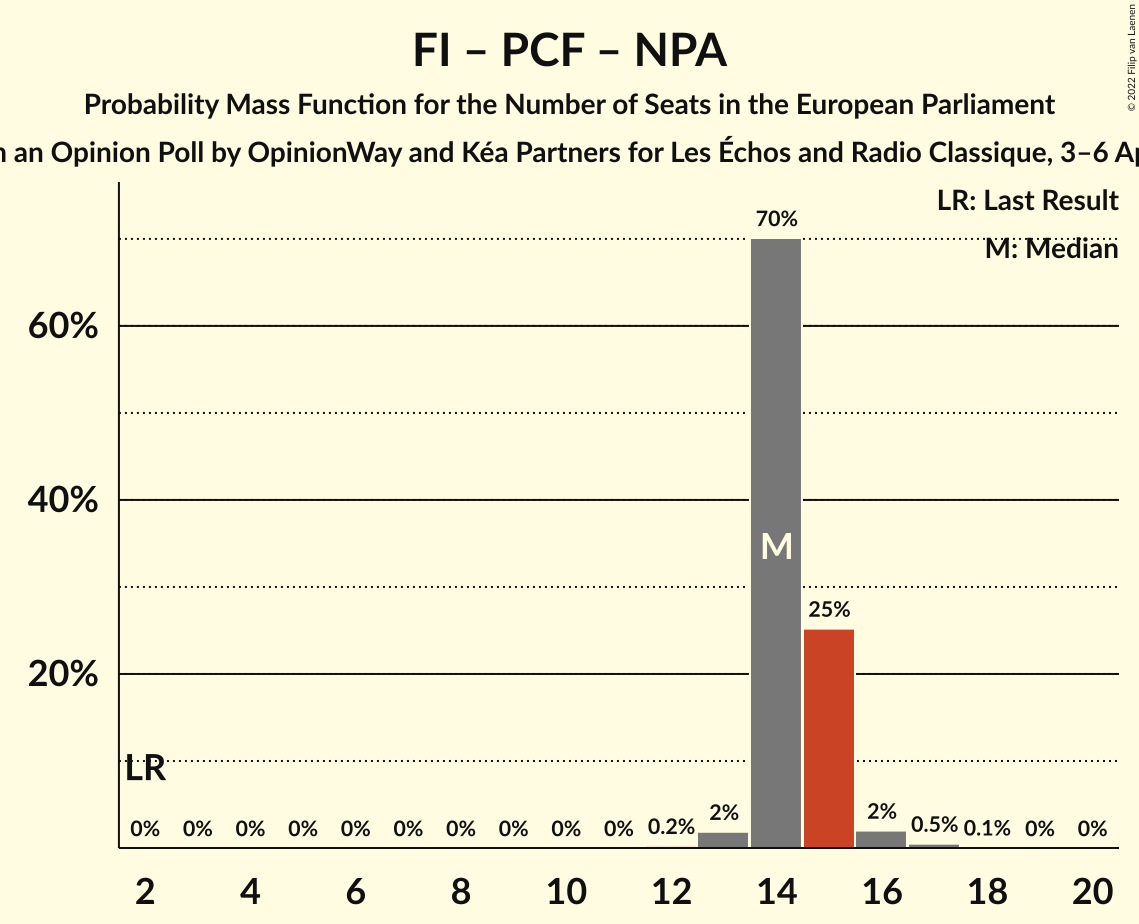 FI – PCF – NPA
Probability Mass Function for the Number of Seats in the European Parliament
an Opinion Poll by OpinionWay and Kéa Partners for Les Échos and Radio Classique, 3–6
© 2022 Filip van Laenen
LR: Last Result
M: Median
70%
60%
40%
M
25%
20%
LR
0% 0% 0% 0% 0% 0% 0% 0% 0% 0% 0.2% 2% 2% 0.5% 0.1% 0% 0%
2 4 6 8 10 12 14 16 18 20